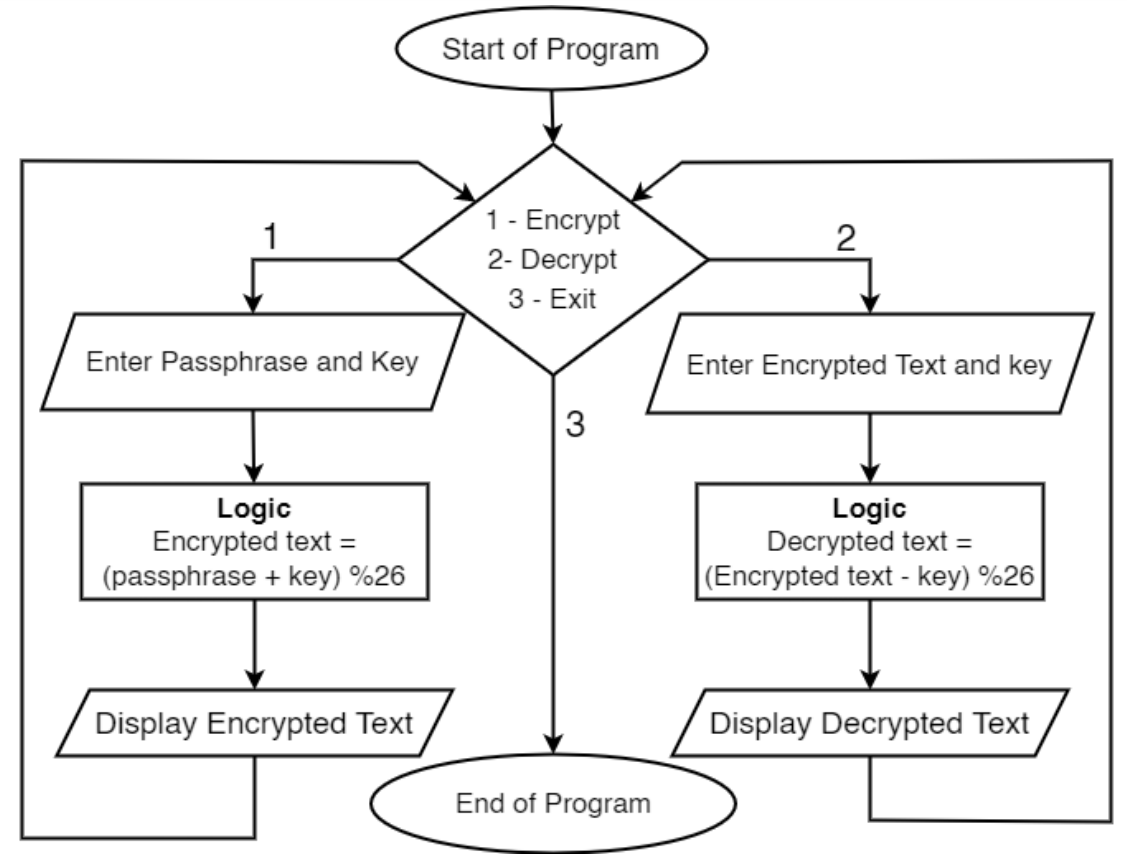 Start of Program
1 - Encrypt
2- Decrypt
3 - Exit
1
2
3
Enter Passphrase and Key
Logic
Encrypted text =
(passphrase + key) %26
Display Encrypted Text
Enter Encrypted Text and key
Logic
Decrypted text =
(Encrypted text - key) %26
Display Decrypted Text
End of Program